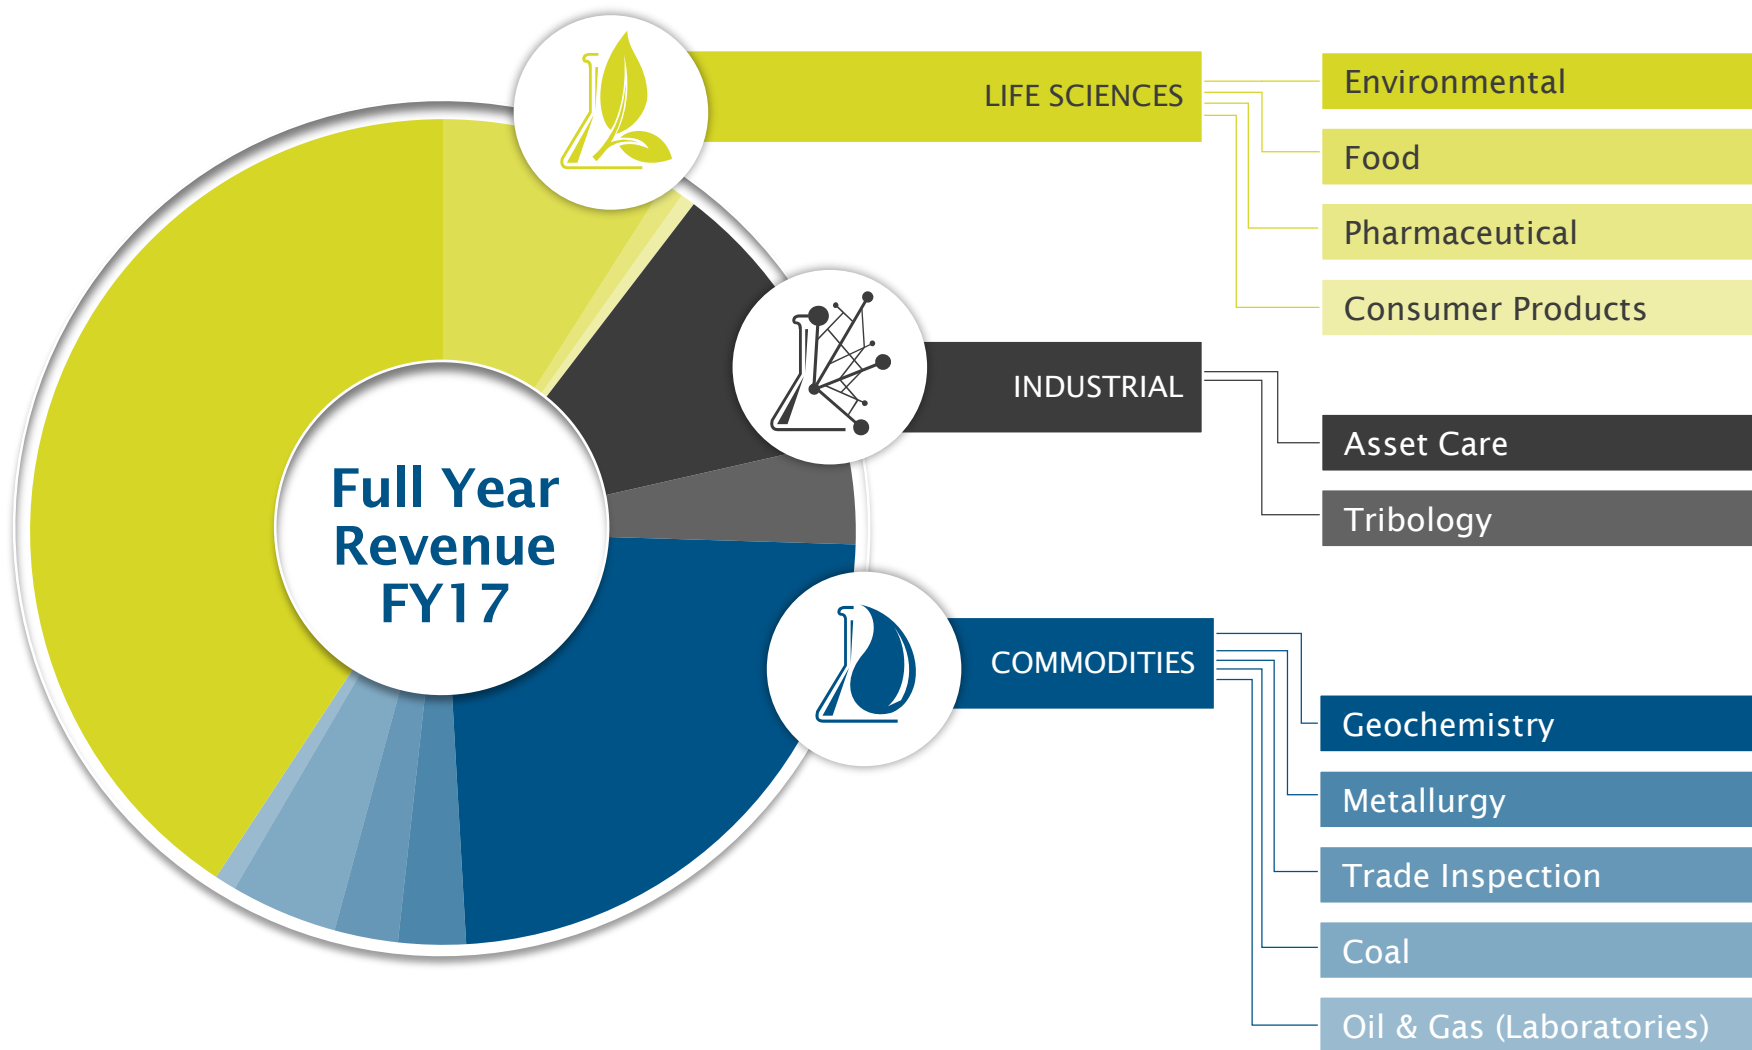 LIFE SCIENCES
Environmental
Food
Pharmaceutical
Consumer Products
INDUSTRIAL
Asset Care
Tribology
Full Year
Revenue
FY17
COMMODITIES
Geochemistry
Metallurgy
Trade Inspection
Coal
Oil & Gas (Laboratories)